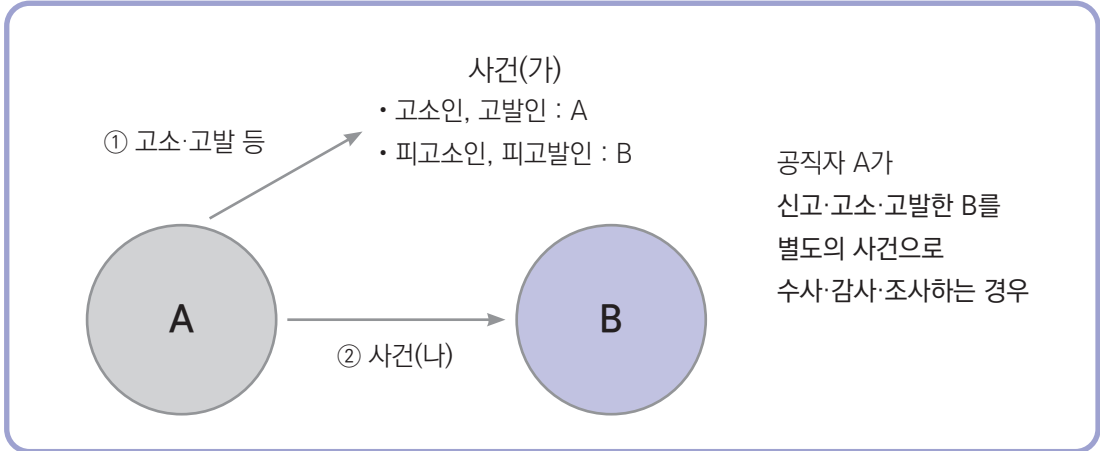 사건(가)
• 고소인, 고발인 : A
• 피고소인, 피고발인 : B
① 고소·고발 등
공직자 A가
신고·고소·고발한 B를
별도의 사건으로
수사·감사·조사하는 경우
A
② 사건(나)
B